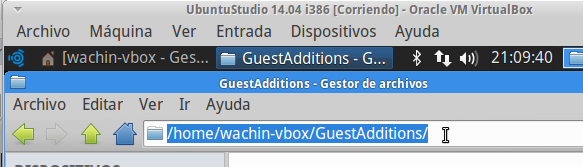 UbuntuStudio 14.04 i386 [Corriendo] - Oracle VM VirtualBox
Archivo Máquina Ver Entrada Dispositivos Ayuda
[wachin-vbox - Ges... GuestAdditions - G... 21:09:40
GuestAdditions - Gestor de archivos
Archivo Editar Ver Ir Ayuda
/home/wachin-vbox/GuestAdditions/
DISPOSITIVOS